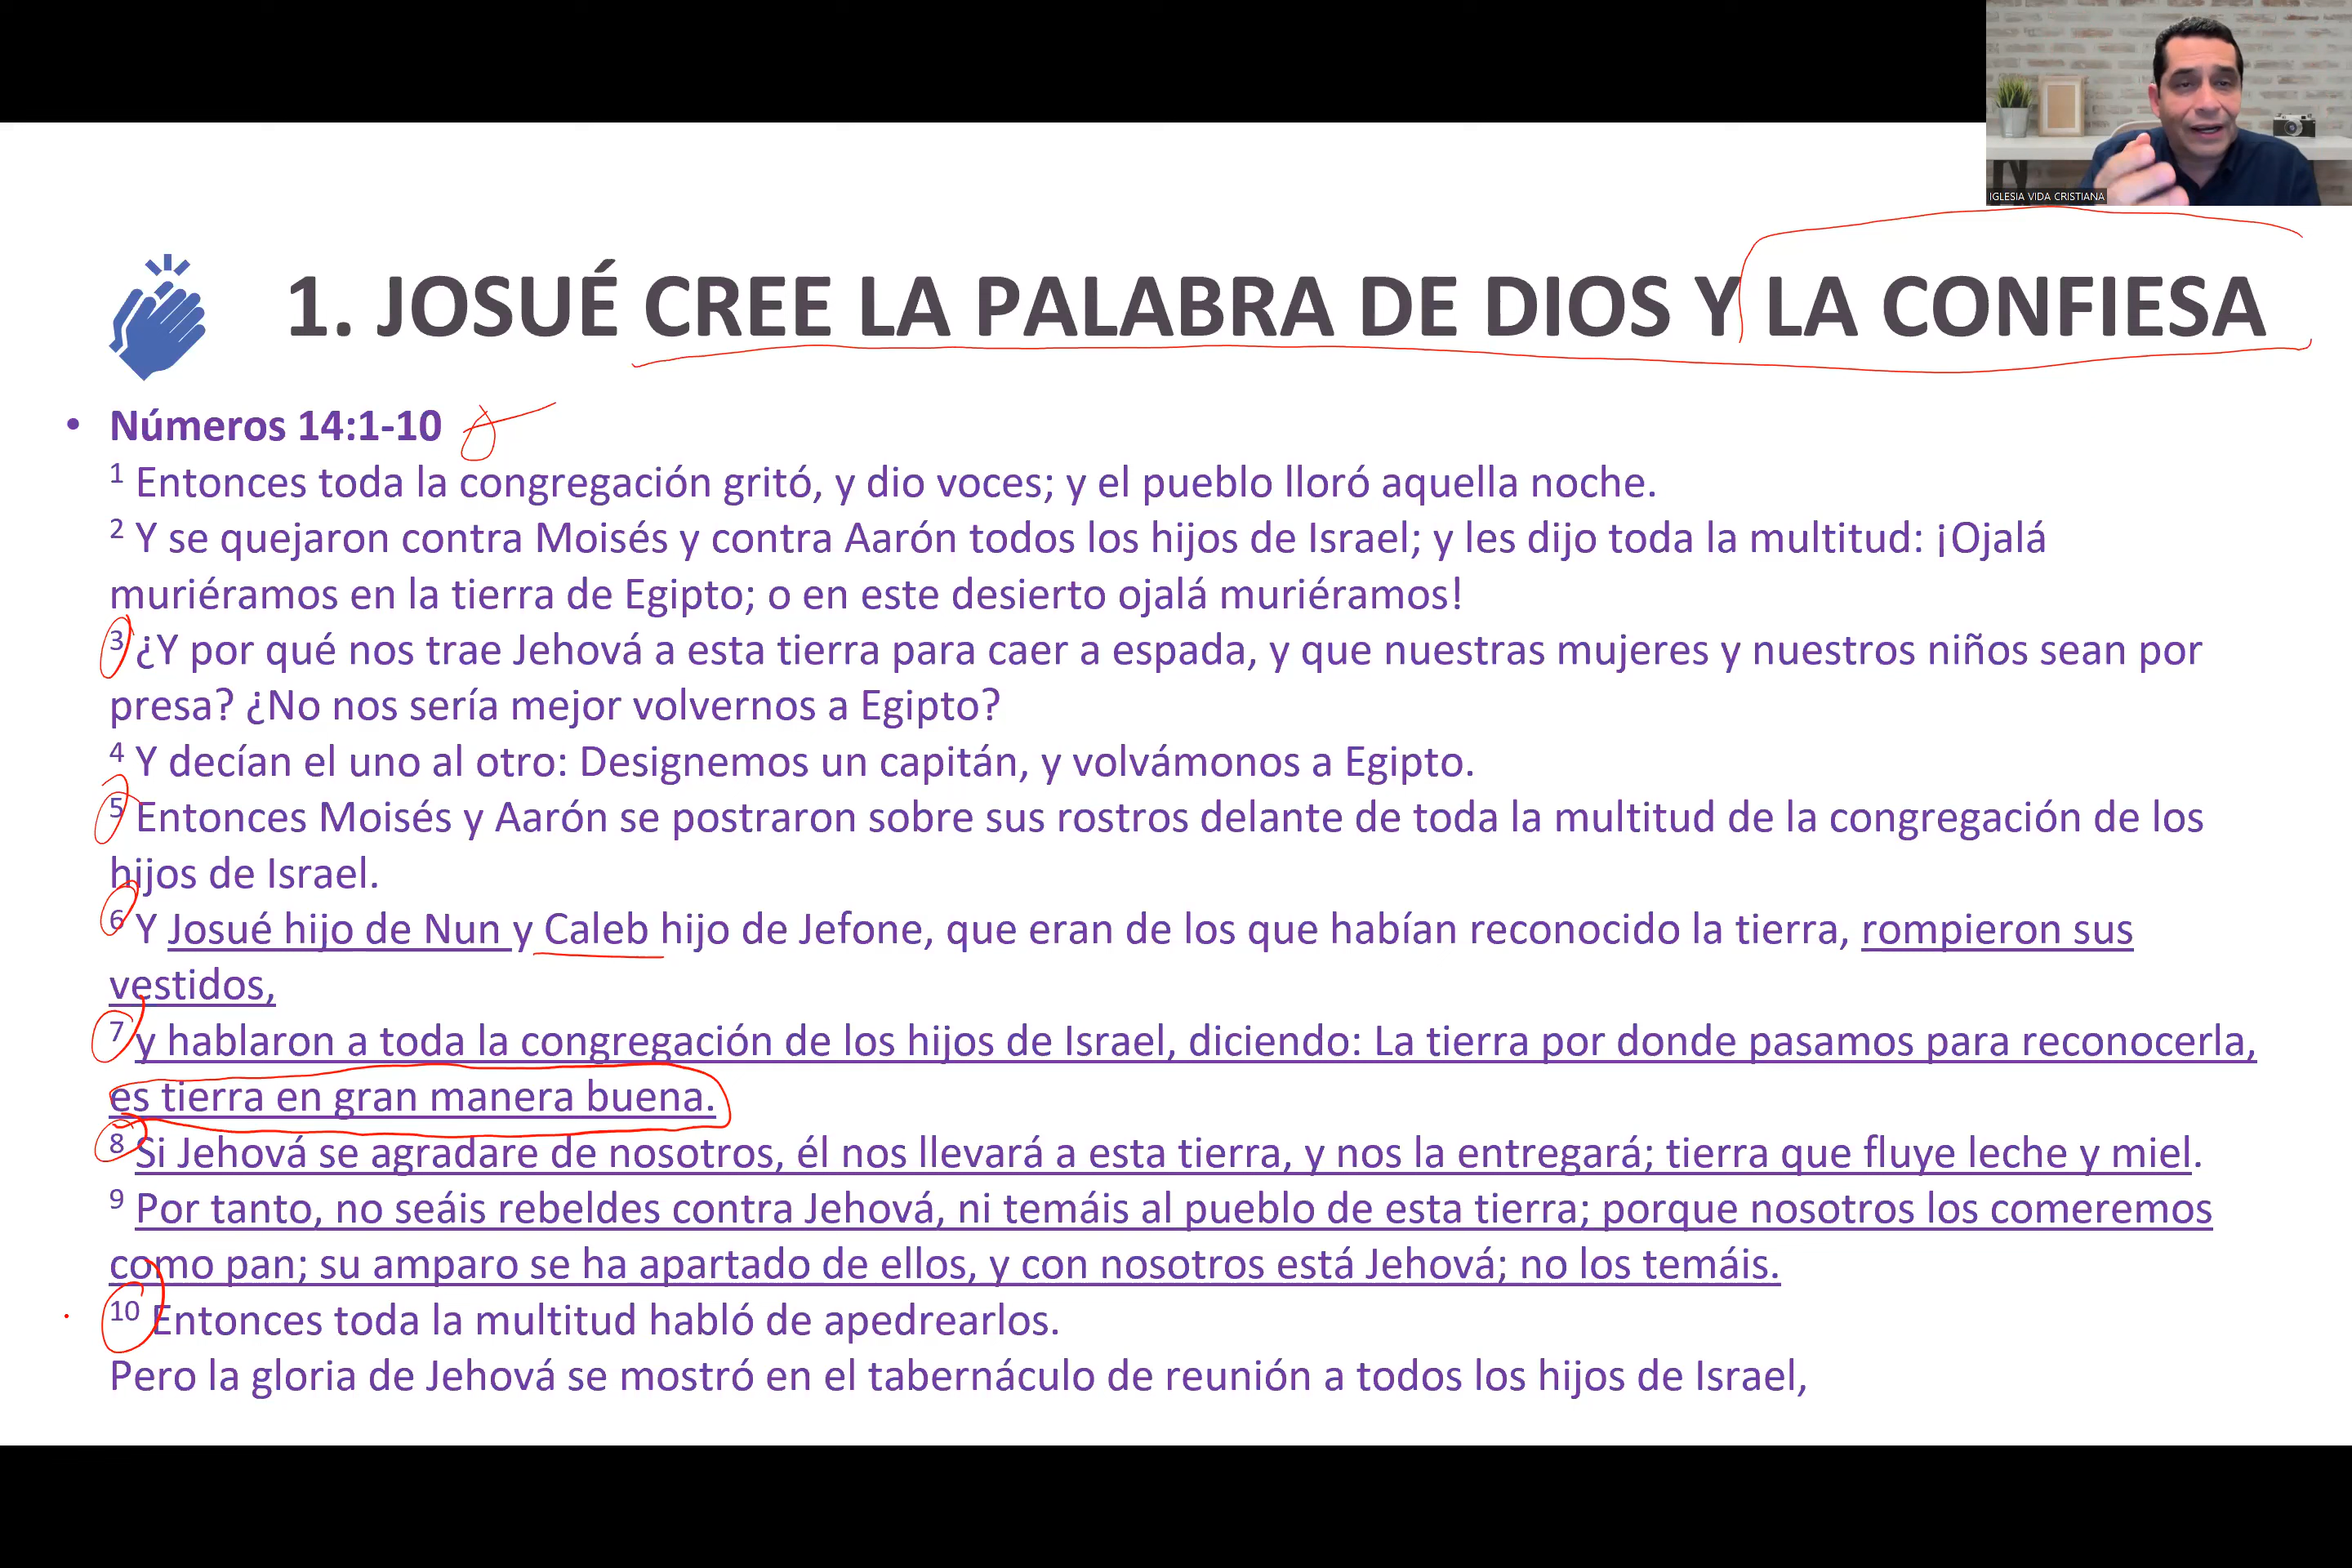 IGLESIA VIDA CRISTIANA
1. JOSUÉ CREE LA PALABRA DE DIOS Y LA CONFIESA
• Números 14:1-10
1 Entonces toda la congregación gritó, y dio voces; y el pueblo lloró aquella noche.
2 Y se quejaron contra Moisés y contra Aarón todos los hijos de Israel; y les dijo toda la multitud: ¡Ojalá
muriéramos en la tierra de Egipto; o en este desierto ojalá muriéramos!
3 ¿Y por qué nos trae Jehová a esta tierra para caer a espada, y que nuestras mujeres y nuestros niños sean por
presa? ¿No nos sería mejor volvernos a Egipto?
4 Y decían el uno al otro: Designemos un capitán, y volvámonos a Egipto.
5 Entonces Moisés y Aarón se postraron sobre sus rostros delante de toda la multitud de la congregación de los
hijos de Israel.
6 Y Josué hijo de Nun y Caleb hijo de Jefone, que eran de los que habían reconocido la tierra, rompieron sus
vestidos,
7 y hablaron a toda la congregación de los hijos de Israel, diciendo: La tierra por donde pasamos para reconocerla,
es tierra en gran manera buena.
8 Si Jehová se agradare de nosotros, él nos llevará a esta tierra, y nos la entregará; tierra que fluye leche y miel.
9 Por tanto, no seáis rebeldes contra Jehová, ni temáis al pueblo de esta tierra; porque nosotros los comeremos
como pan; su amparo se ha apartado de ellos, y con nosotros está Jehová; no los temáis.
10 Entonces toda la multitud habló de apedrearlos.
Pero la gloria de Jehová se mostró en el tabernáculo de reunión a todos los hijos de Israel,